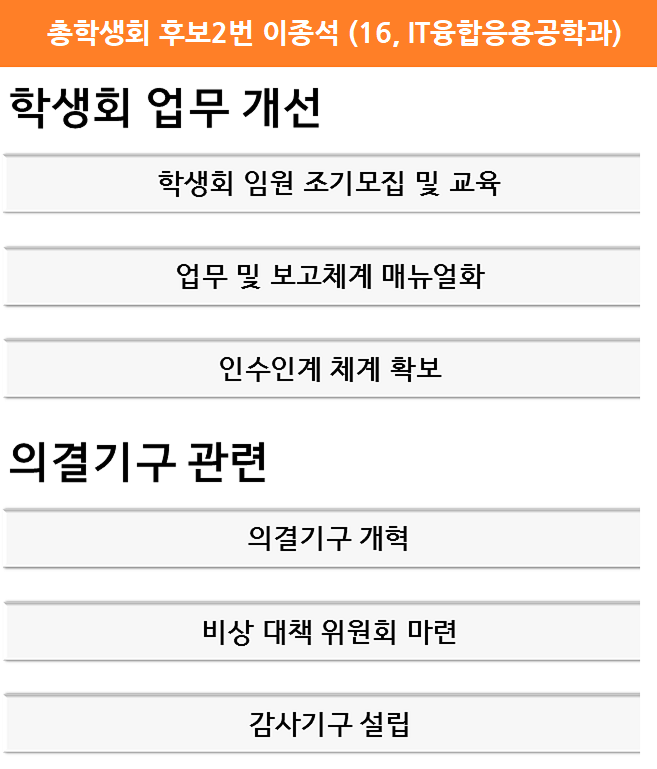 총학생회 후보2번 이종석 (16, IT융합응용공학과)
학생회 업무 개선
학생회 임원 조기모집 및 교육
업무 및 보고체계 매뉴얼화
인수인계 체계 확보
의결기구 관련
의결기구 개혁
비상 대책 위원회 마련
감사기구 설립